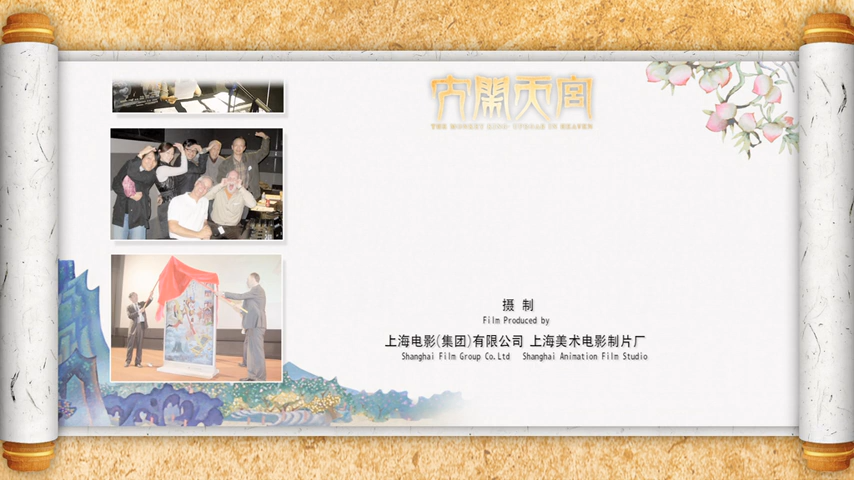 大闹天宫
THE MONKEY KING: UPROAR IN HEAVEN
摄 制
Film Produced by
上海电影(集团)有限公司 上海美术电影制片厂
Shanghai Film Group Co.Ltd Shanghai Animation Film Studio